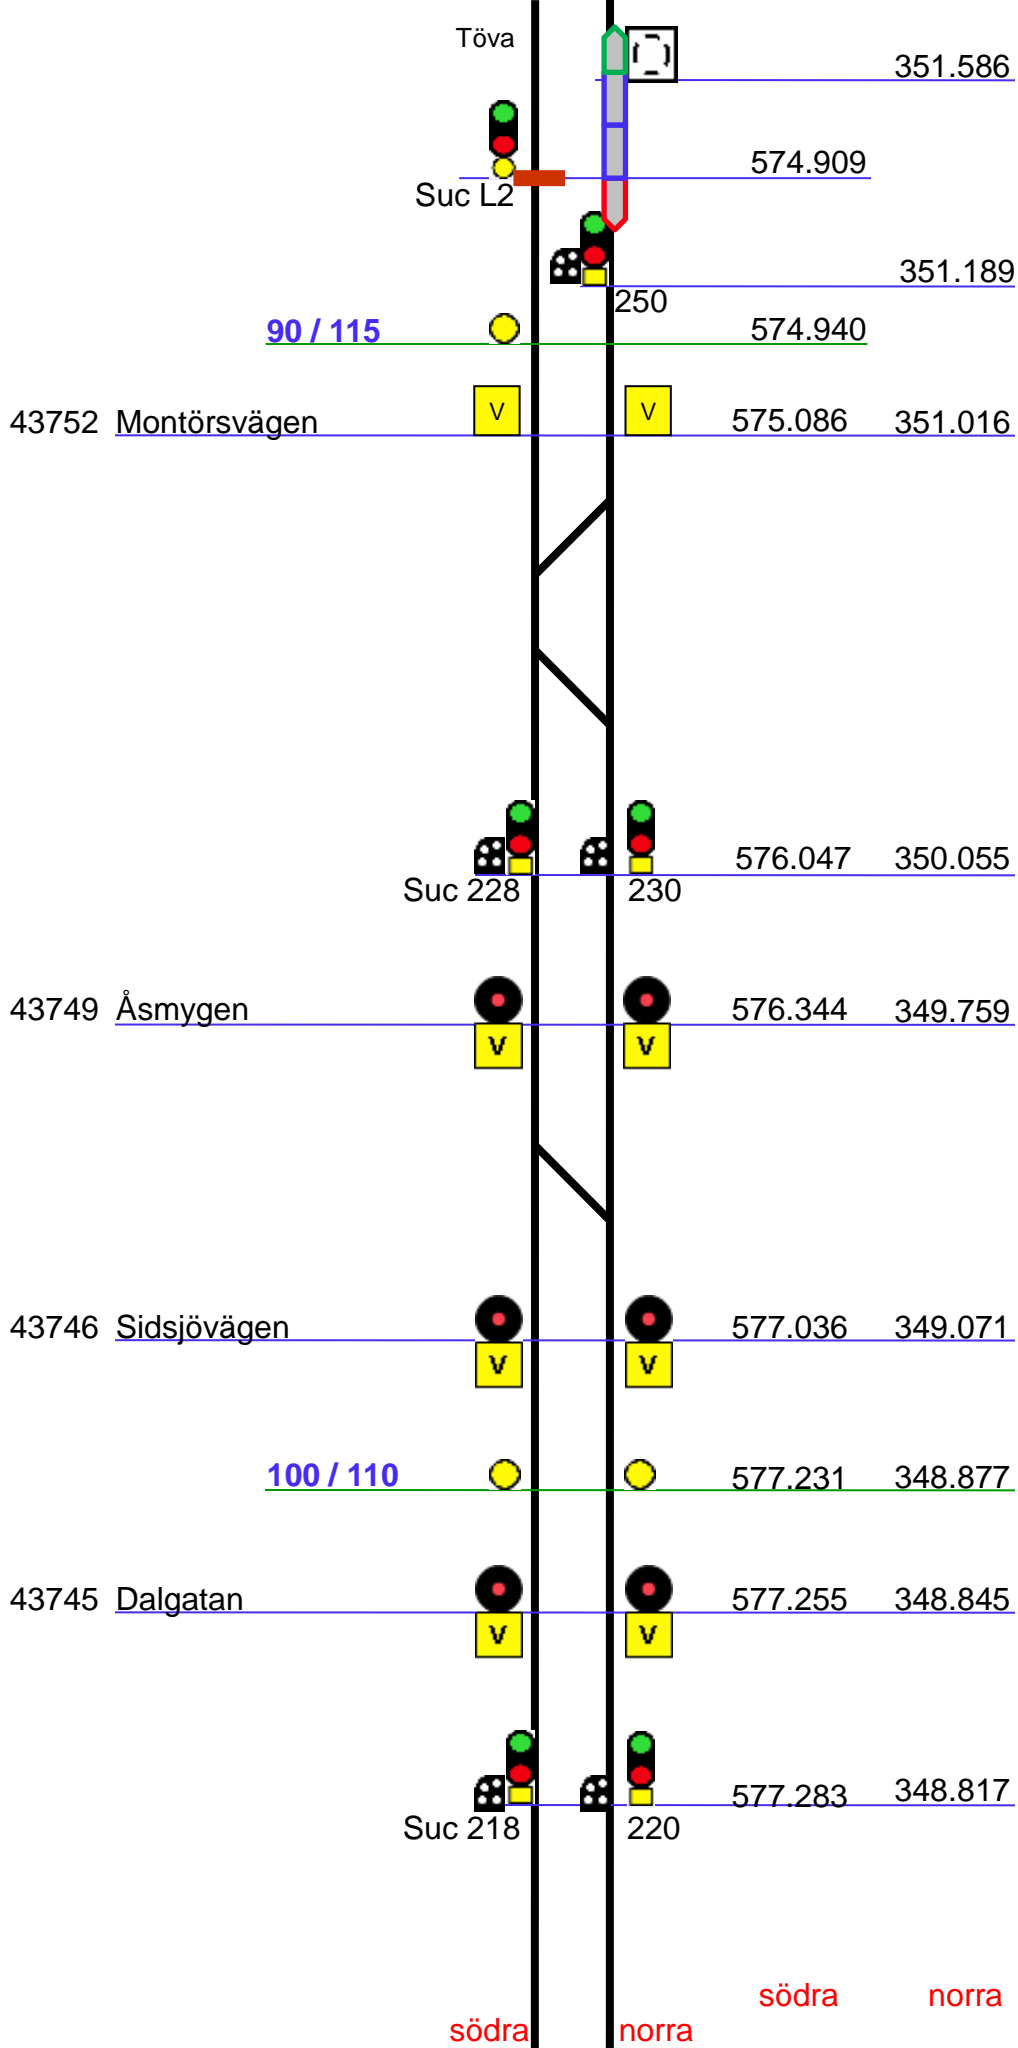 Töva
351.586
574.909
Suc L2
351.189
250
90 / 115 574.940
43752 Montörsvägen V V 575.086 351.016
576.047 350.055
Suc 228 230
43749 Åsmygen 576.344 349.759
V V
43746 Sidsjövägen 577.036 349.071
V V
100 / 110 577.231 348.877
43745 Dalgatan 577.255 348.845
V V
577.283 348.817
Suc 218 220
södra norra
södra norra